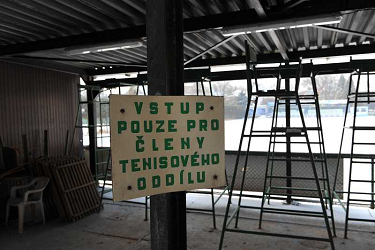 VSTUP
POUZE PRO
ČLENY
TENISOVÉHO
ODDÍLU